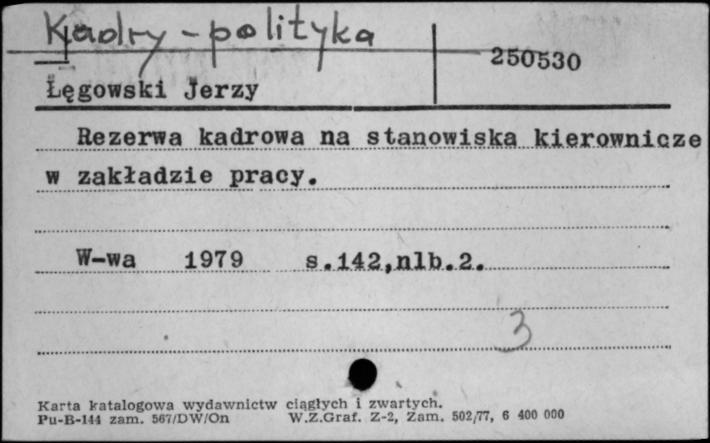 Kadry - polityka
250530
Łęgowski Jerzy
Rezerwa kadrowa na stanowiska kierownicze
w zakładzie pracy.
W-wa 1979 s.142,nlb.2.
3
Karta katalogowa wydawnictw ciągłych i zwartych.
Pu-B-144 zam. 567/DW/On W.Z.Graf. Z-2, Zam. 502/77, 6 400 000